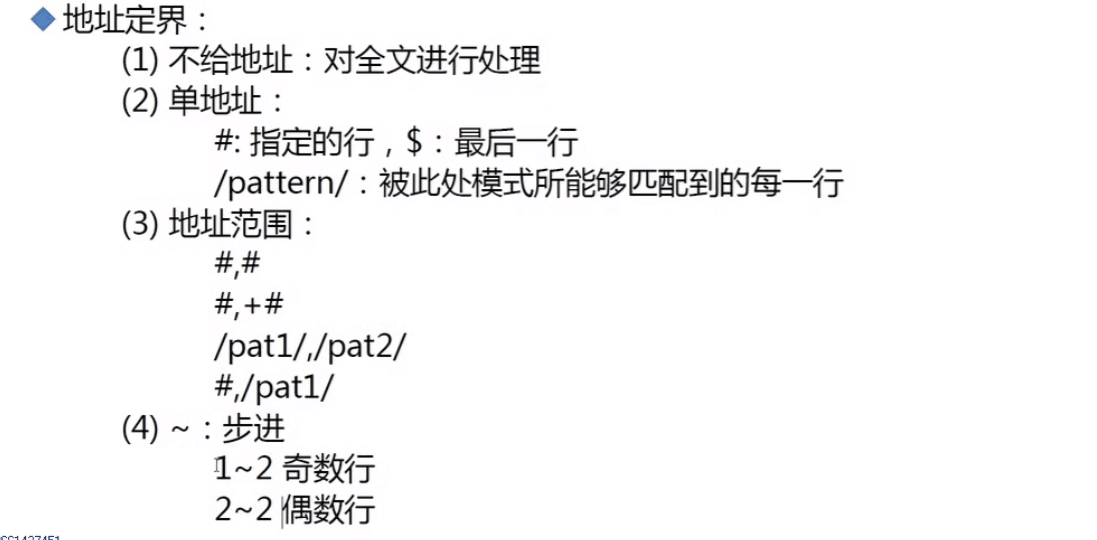 地址定界：
(1) 不给地址：对全文进行处理
(2) 单地址：
#: 指定的行，$：最后一行
/pattern/：被此处模式所能够匹配到的每一行
(3) 地址范围：
#,#
#,+#
/pat1/,/pat2/
#,/pat1/
(4) ~：步进
1~2 奇数行
2~2 偶数行